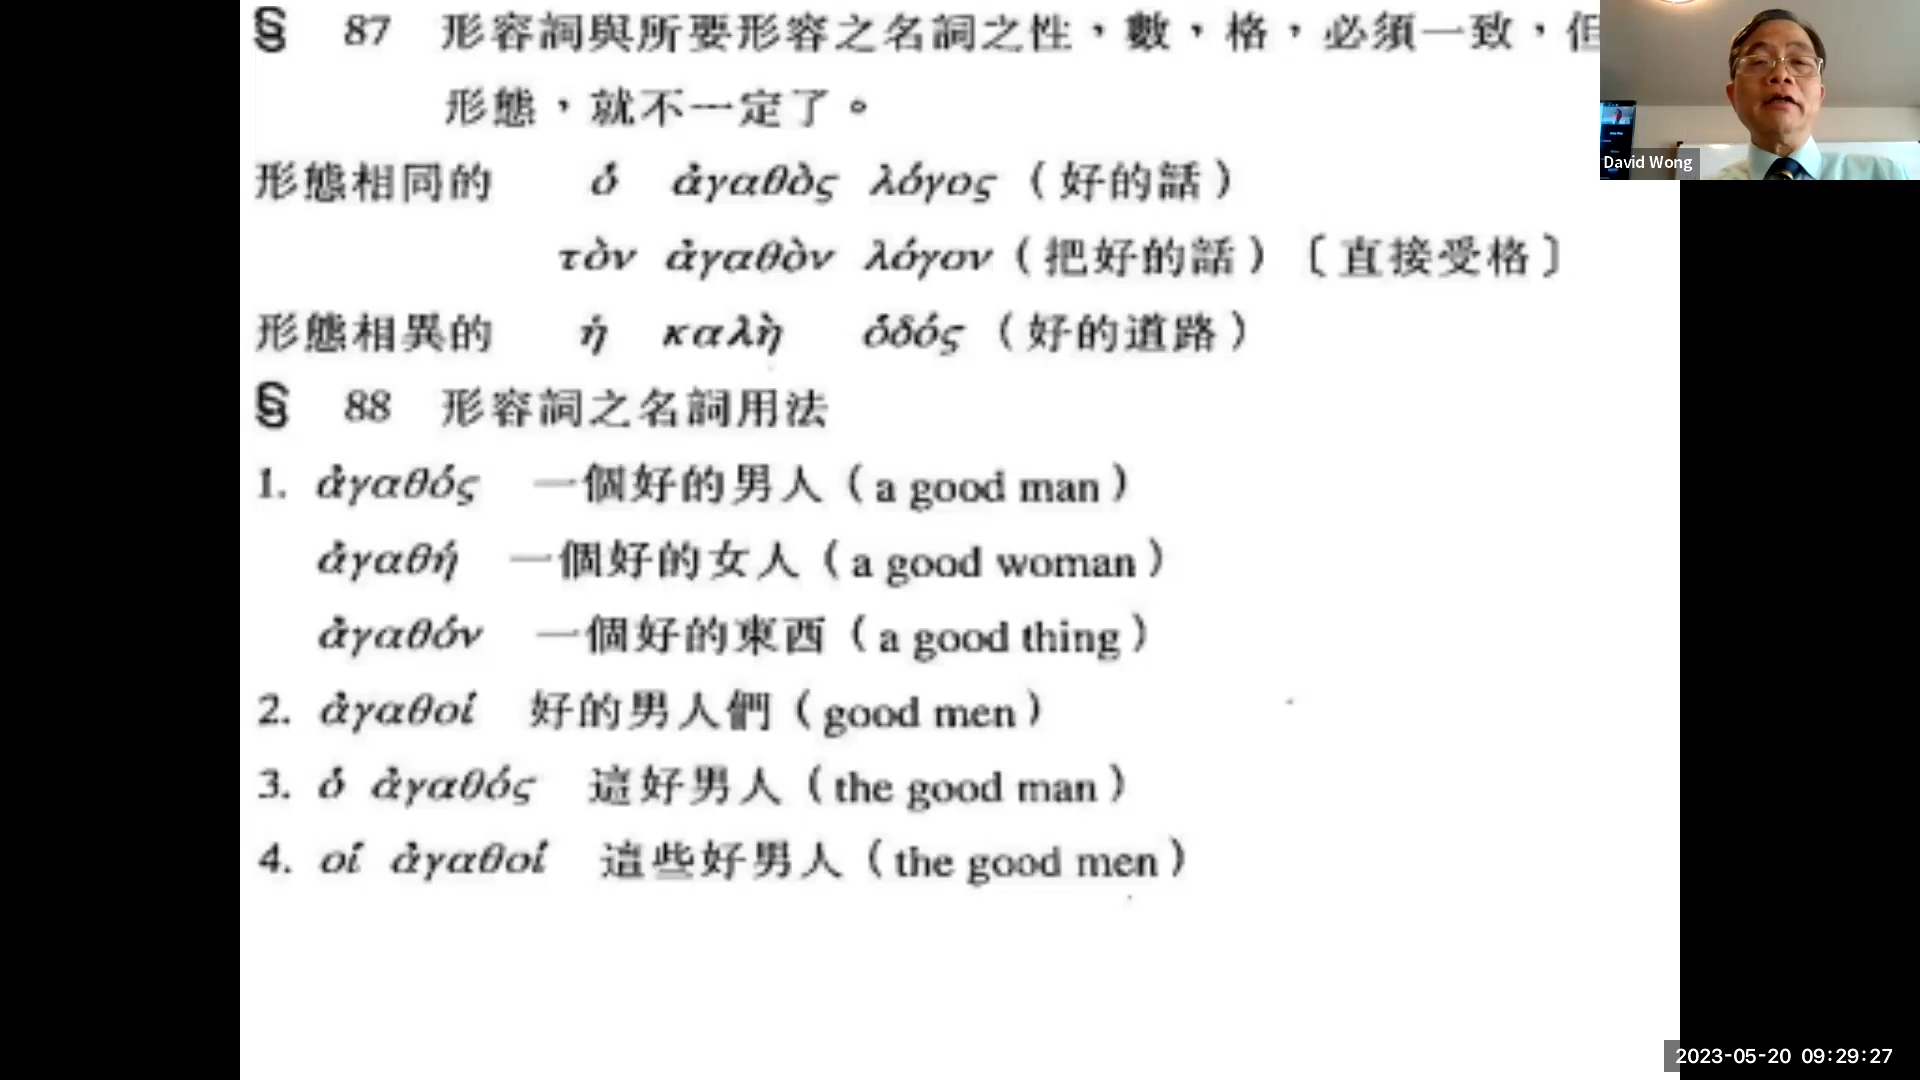 § 87 形容詞與所要形容之名詞之性，數，格，必須一致，但
形態，就不一定了。
形態相同的 ὁ ἀγαθὸς λόγος（好的話）
τὸν ἀγαθὸν λόγον（把好的話）〔直接受格〕
形態相異的 ἡ καλὴ ὁδός（好的道路）
§ 88 形容詞之名詞用法
1. ἀγαθός 一個好的男人（a good man）
ἀγαθή 一個好的女人（a good woman）
ἀγαθόν 一個好的東西（a good thing）
2. ἀγαθοί 好的男人們（good men）
3. ὁ ἀγαθός 這好男人（the good man）
4. οἱ ἀγαθοί 這些好男人（the good men）
David Wong
2023-05-20 09:29:27